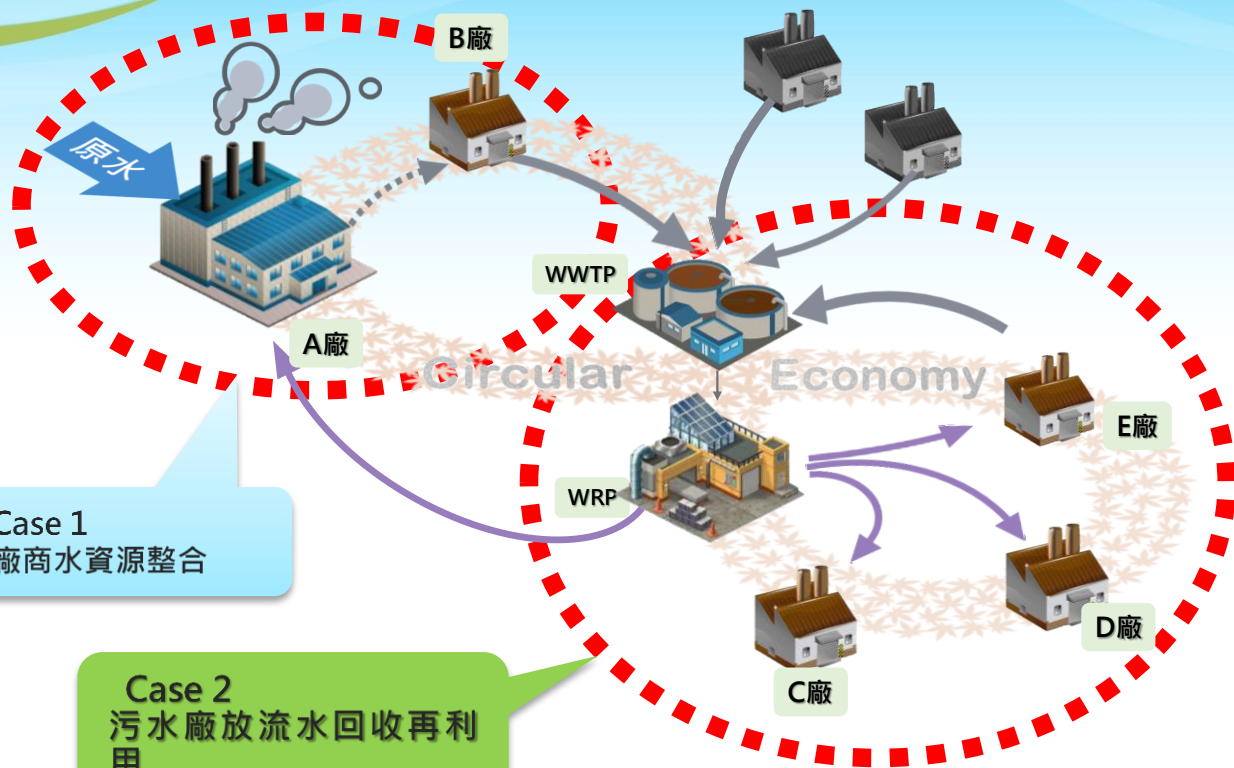 B廠
原水
WWTP
A廠
Circular Economy
E廠
WRP
Case 1
廠商水資源整合
D廠
C廠
Case 2
污水廠放流水回收再利
用